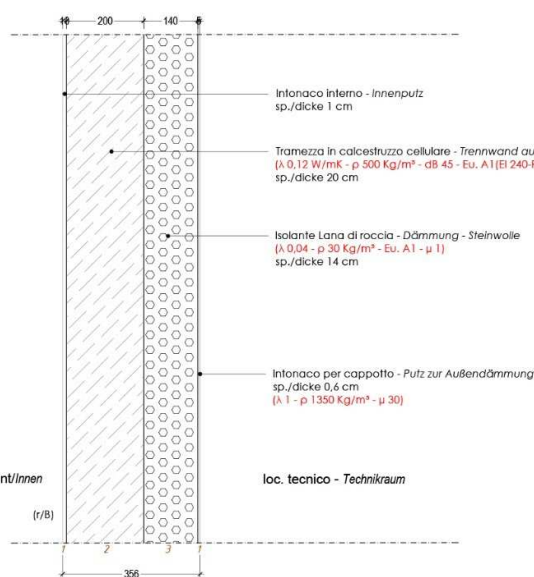 10 200 140 6
Intonaco interno - Innenputz
sp./dicke 1 cm
Tramezza in calcestruzzo cellulare - Trennwand au
(λ 0,12 W/mK - ρ 500 Kg/m³ - dB 45 - Eu. A1(EI 240-R
sp./dicke 20 cm
Isolante Lana di roccia - Dämmung - Steinwolle
(λ 0,04 - ρ 30 Kg/m³ - Eu. A1 - μ 1)
sp./dicke 14 cm
Intonaco per cappotto - Putz zur Außendämmung
sp./dicke 0,6 cm
(λ 1 - ρ 1350 Kg/m³ - μ 30)
nt/Innen
loc. tecnico - Technikraum
(r/B)
1 2 3 1
356